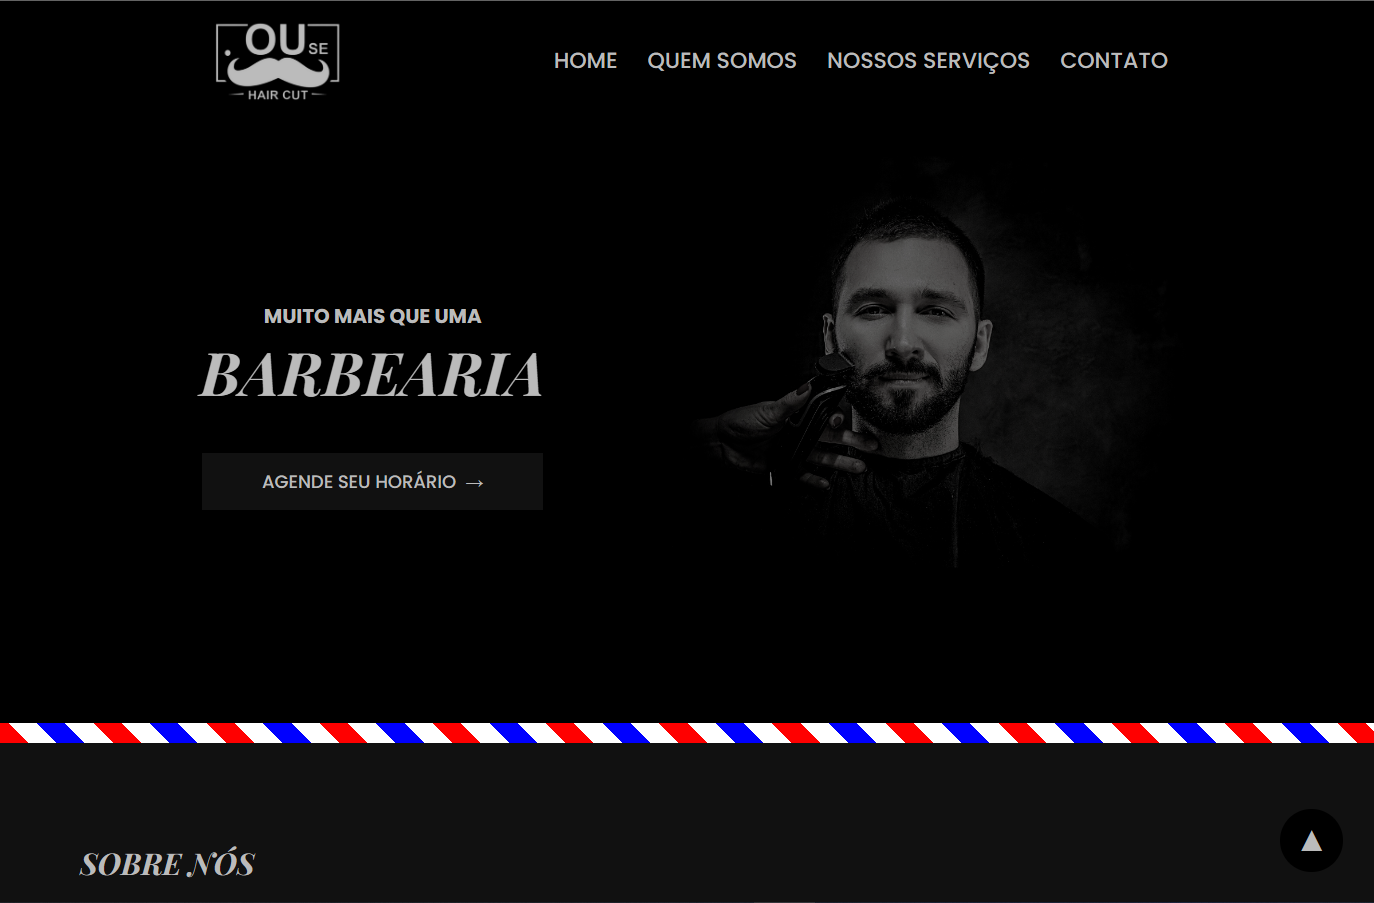 OUSE
HAIR CUT
HOME QUEM SOMOS NOSSOS SERVIÇOS CONTATO
MUITO MAIS QUE UMA
BARBEARIA
AGENDE SEU HORÁRIO →
SOBRE NÓS